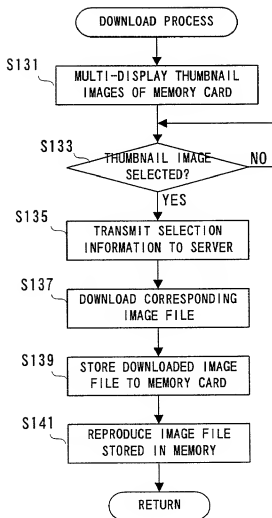 DOWNLOAD PROCESS
S131
MULTI-DISPLAY THUMBNAIL
IMAGES OF MEMORY CARD
S133
THUMBNAIL IMAGE
SELECTED?
NO
YES
S135
TRANSMIT SELECTION
INFORMATION TO SERVER
S137
DOWNLOAD CORRESPONDING
IMAGE FILE
S139
STORE DOWNLOADED IMAGE
FILE TO MEMORY CARD
S141
REPRODUCE IMAGE FILE
STORED IN MEMORY
RETURN